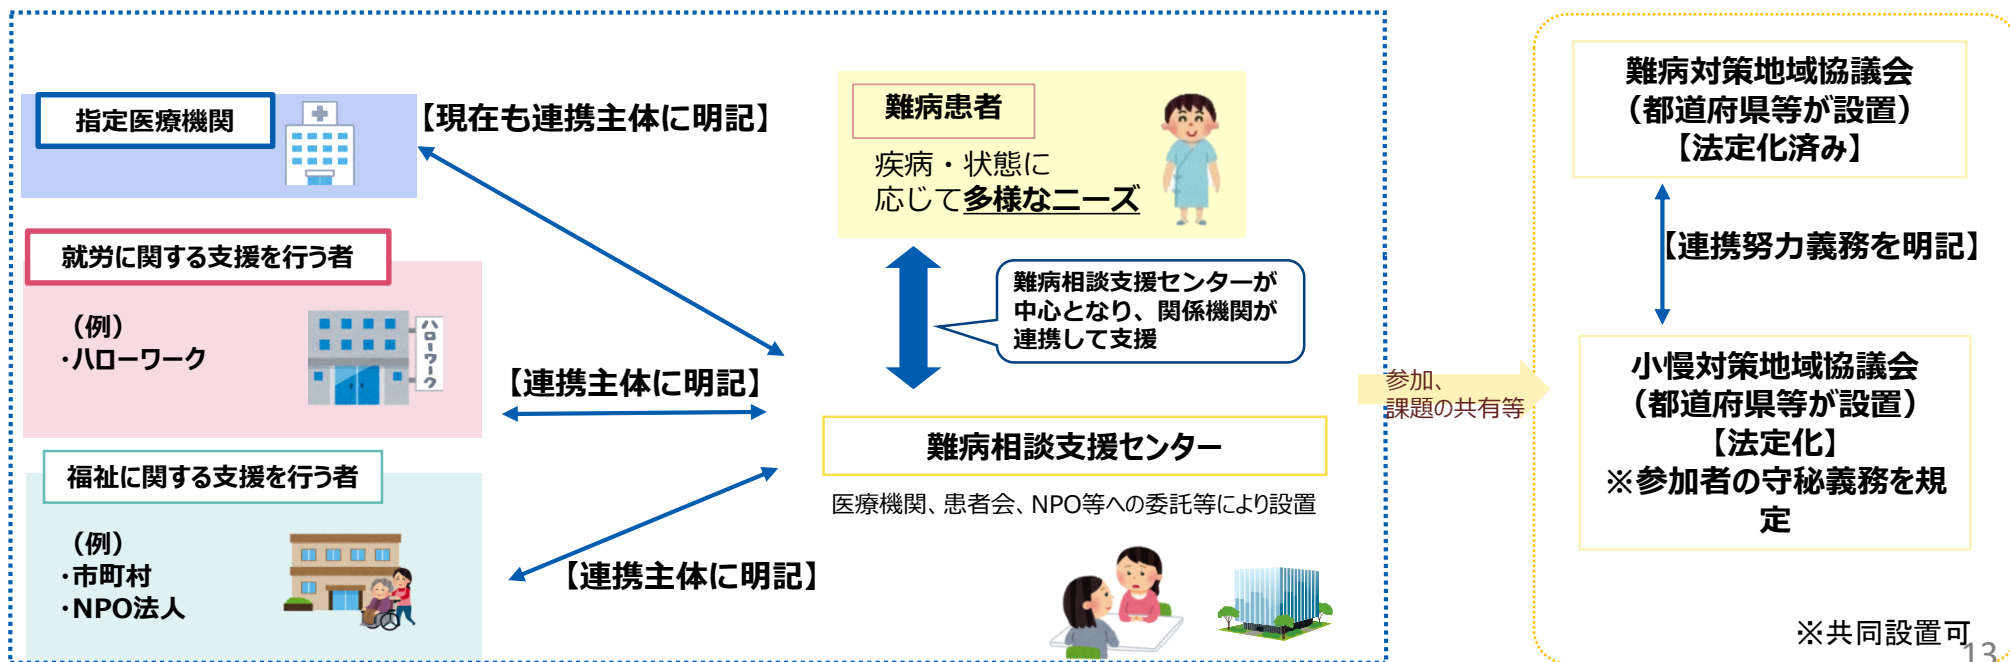 指定医療機関
【現在も連携主体に明記】
就労に関する支援を行う者
（例）
・ハローワーク
ハローワーク
【連携主体に明記】
福祉に関する支援を行う者
（例）
・市町村
・NPO法人
【連携主体に明記】
難病患者
疾病・状態に
応じて多様なニーズ
難病相談支援センターが
中心となり、関係機関が
連携して支援
難病相談支援センター
医療機関、患者会、NPO等への委託等により設置
参加、
課題の共有等
難病対策地域協議会
（都道府県等が設置）
【法定化済み】
【連携努力義務を明記】
小慢対策地域協議会
（都道府県等が設置）
【法定化】
※参加者の守秘義務を規
定
※共同設置可
13